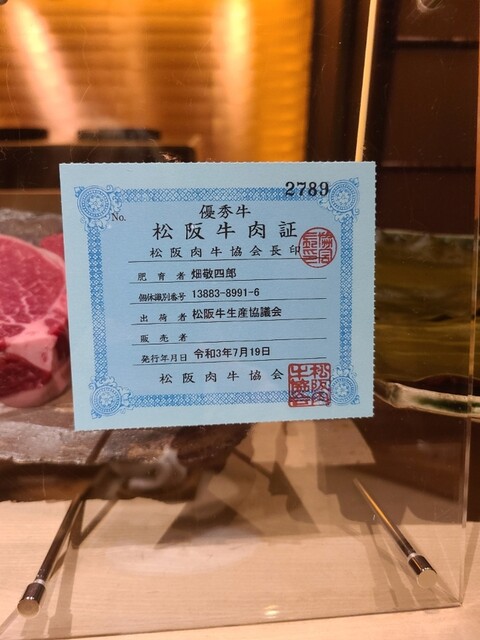 2789
No.
優秀牛
松阪牛肉証
松阪肉牛協会長印
肥育者 畑敬四郎
個体識別番号 13883-8991-6
出荷者 松阪牛生産協議会
販売者
発行年月日 令和3年7月19日
松阪肉牛協会